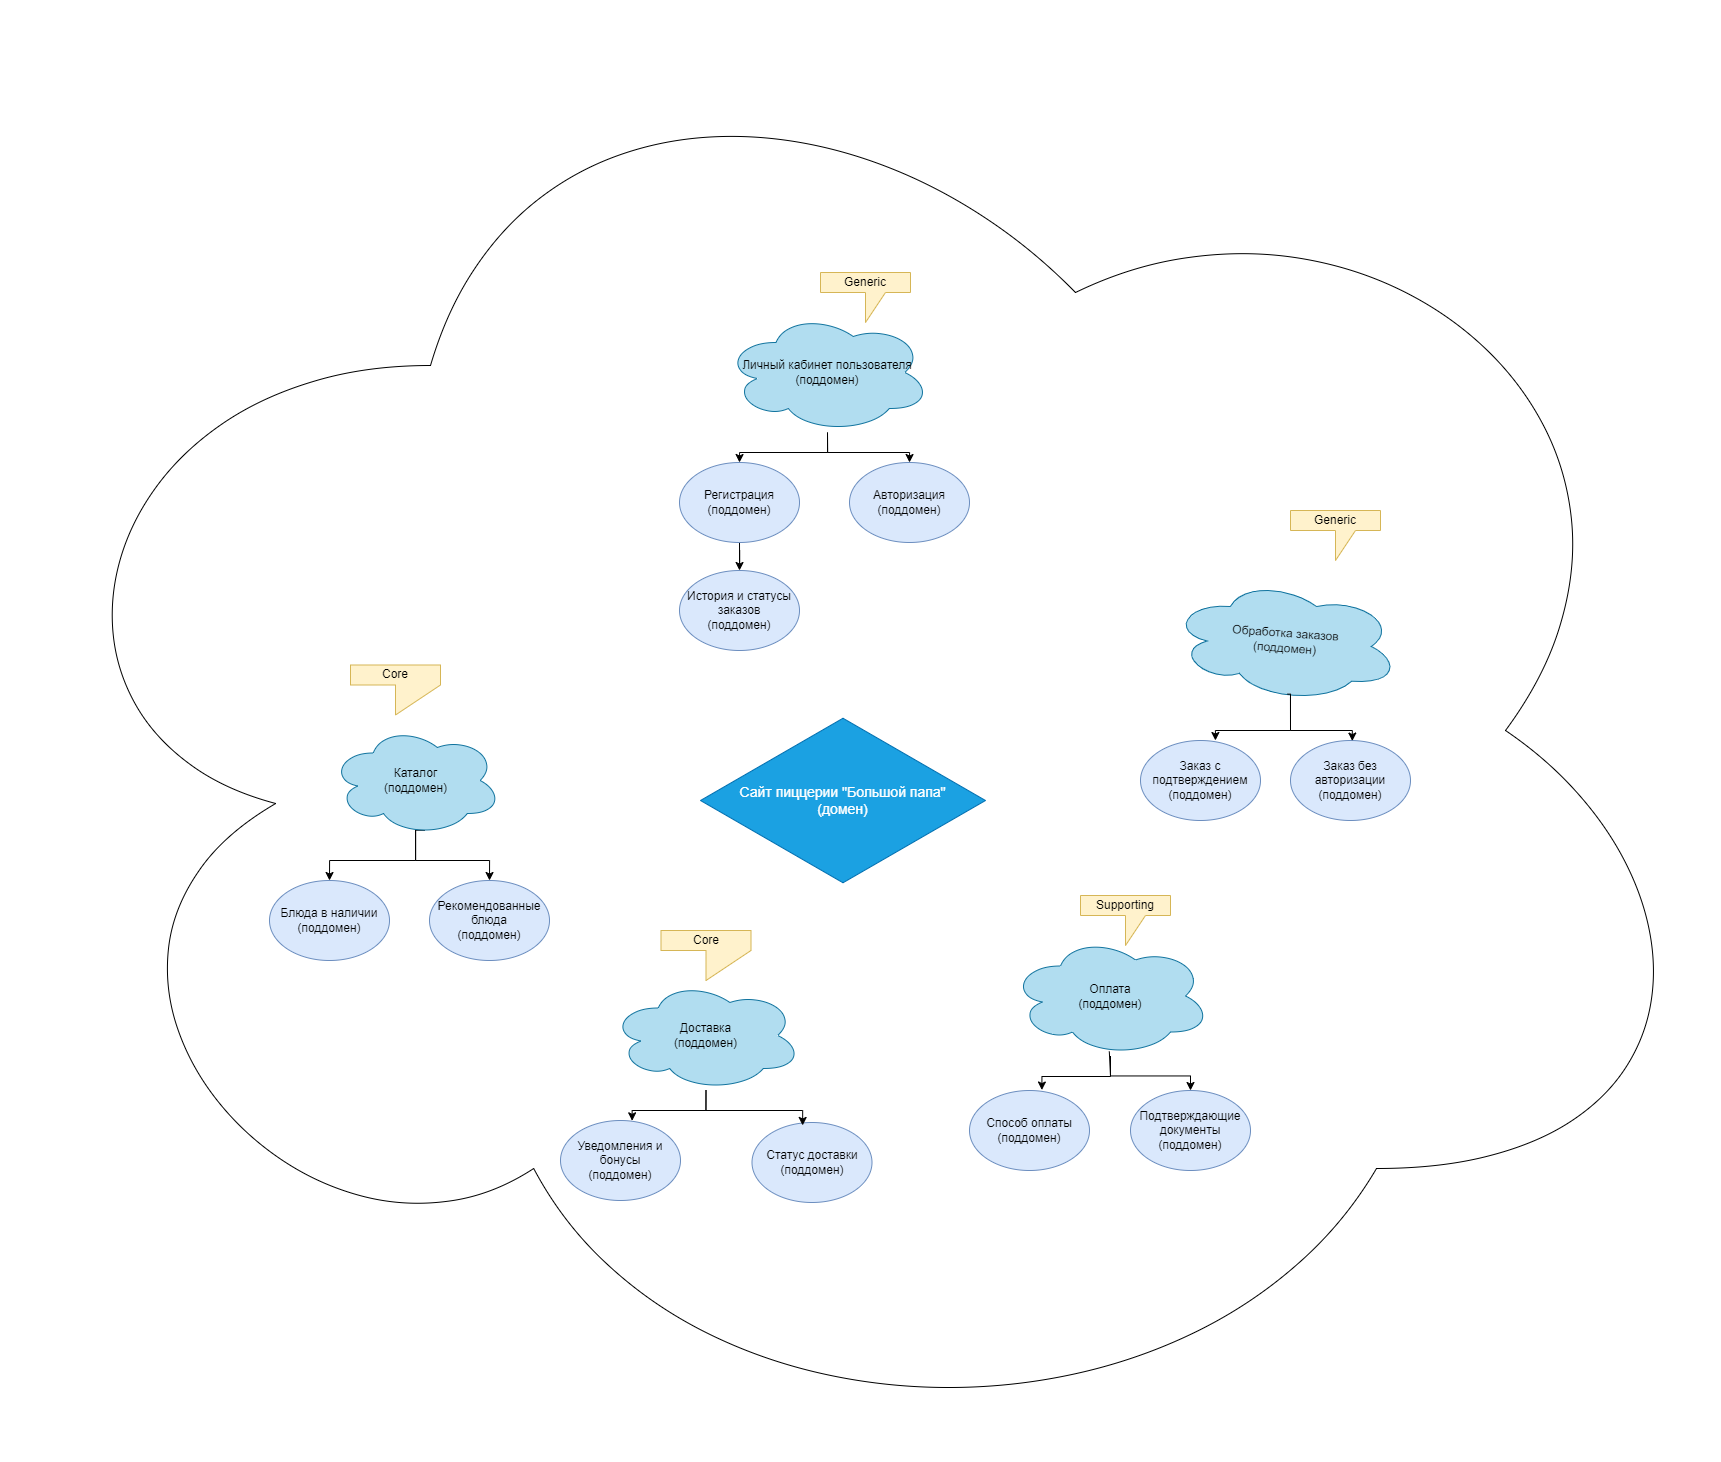 Generic
Личный кабинет пользователя
(поддомен)
Регистрация
(поддомен)
Авторизация
(поддомен)
История и статусы
заказов
(поддомен)
Generic
Обработка заказов
(поддомен)
Заказ с
подтверждением
(поддомен)
Заказ без
авторизации
(поддомен)
Core
Каталог
(поддомен)
Блюда в наличии
(поддомен)
Рекомендованные
блюда
(поддомен)
Сайт пиццерии "Большой папа"
(домен)
Core
Доставка
(поддомен)
Уведомления и
бонусы
(поддомен)
Статус доставки
(поддомен)
Supporting
Оплата
(поддомен)
Способ оплаты
(поддомен)
Подтверждающие
документы
(поддомен)